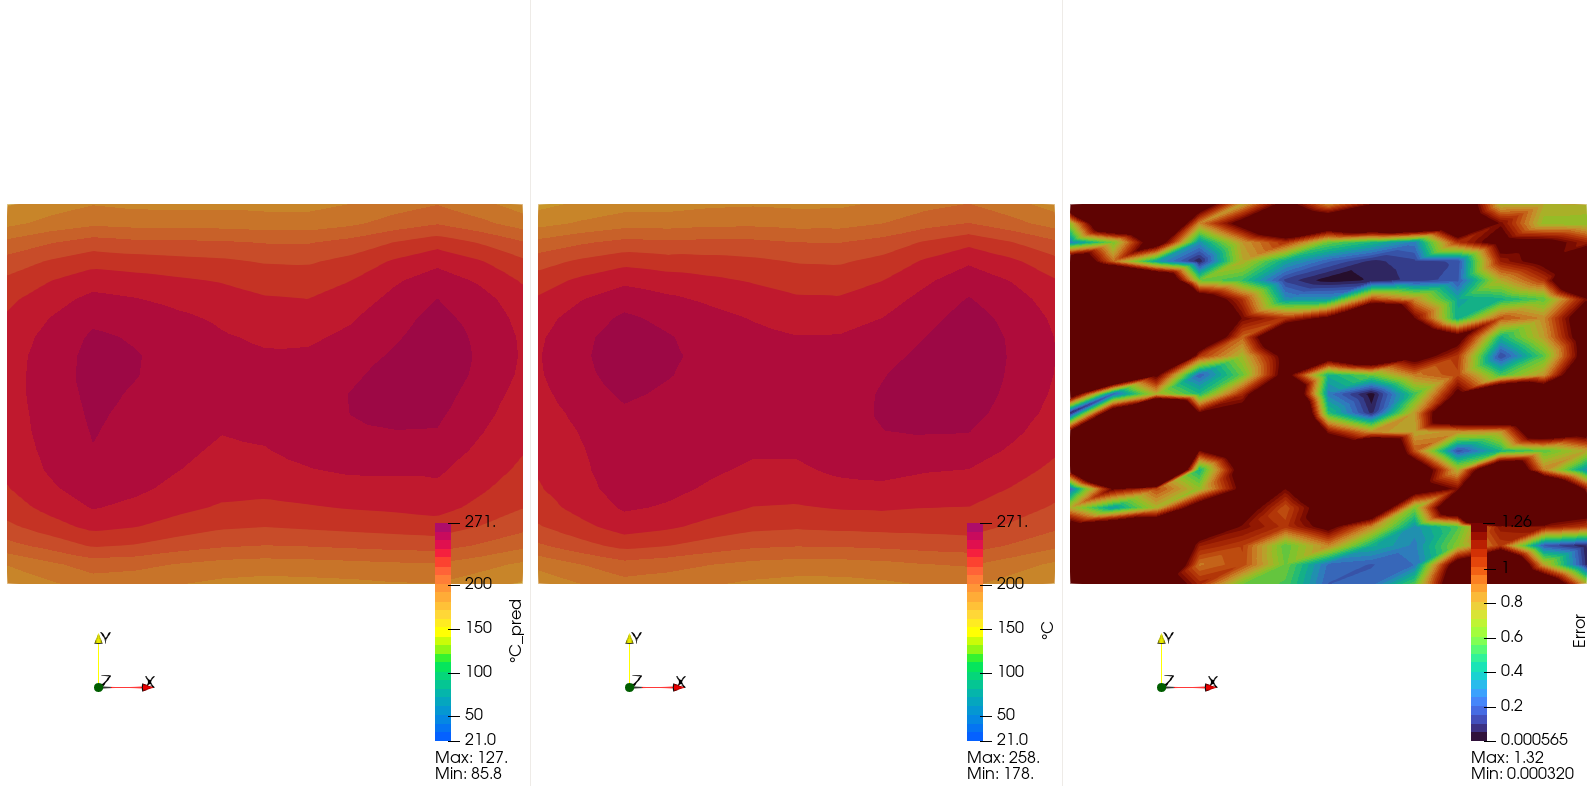 271.
200
150
100
50
21.0
°C_pred
Max: 127.
Min: 85.8
Y
Z
X
271.
200
150
100
50
21.0
°C
Max: 258.
Min: 178.
Y
Z
X
1.26
1
0.8
0.6
0.4
0.2
0.000565
Error
Max: 1.32
Min: 0.000320
Y
Z
X